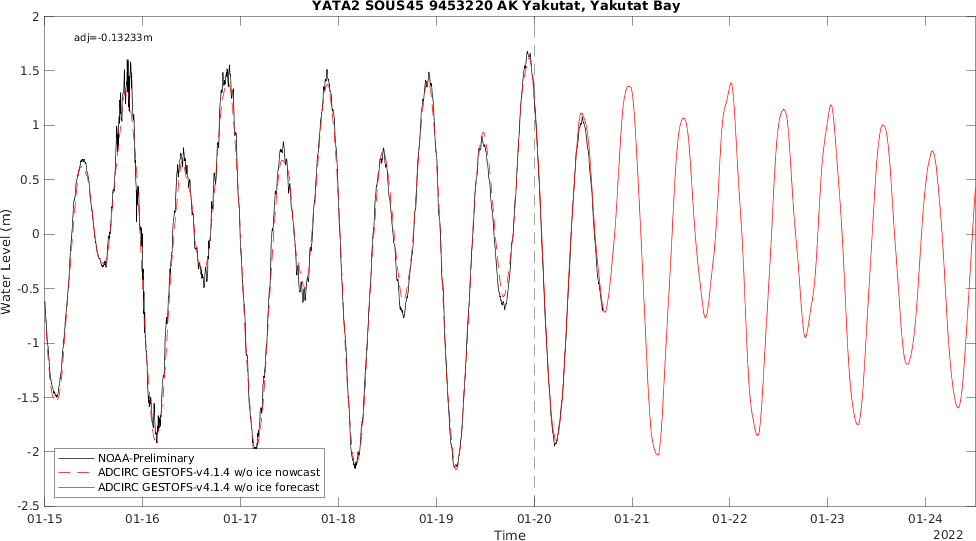 YATA2 SOUS45 9453220 AK Yakutat, Yakutat Bay
2
adj=-0.13233m
1.5
1
0.5
0
-0.5
-1
-1.5
-2
-2.5
Water Level (m)
NOAA-Preliminary
ADCIRC GESTOFS-v4.1.4 w/o ice nowcast
ADCIRC GESTOFS-v4.1.4 w/o ice forecast
01-15 01-16 01-17 01-18 01-19 01-20 01-21 01-22 01-23 01-24
Time
2022